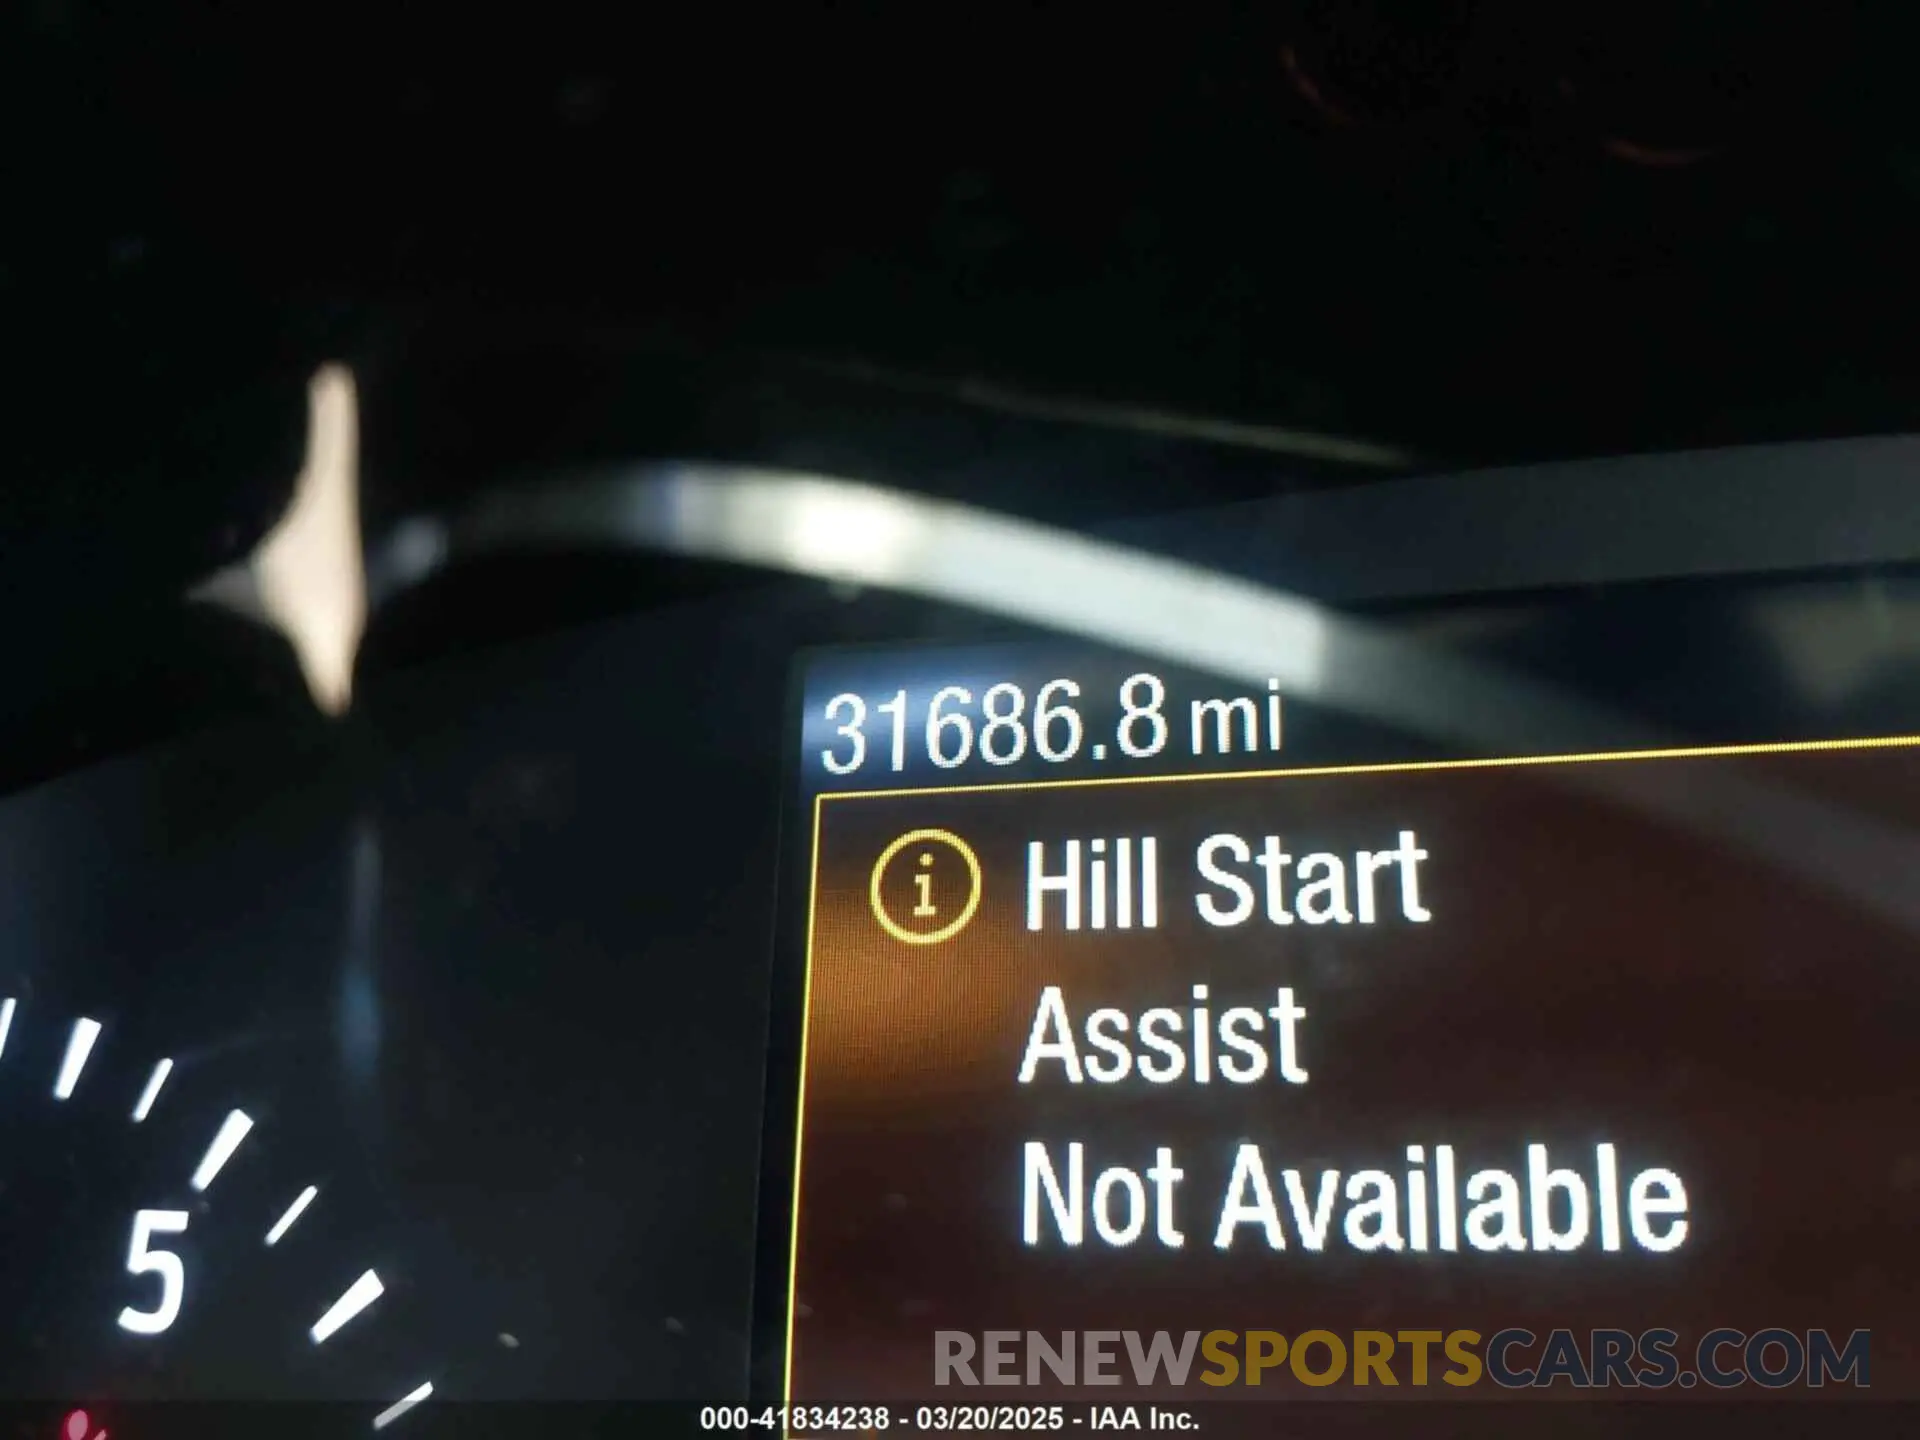 31686.8 mi
i Hill Start
Assist
Not Available
5
RENEWSPORTSCARS.COM
000-41834238 - 03/20/2025 - IAA Inc.